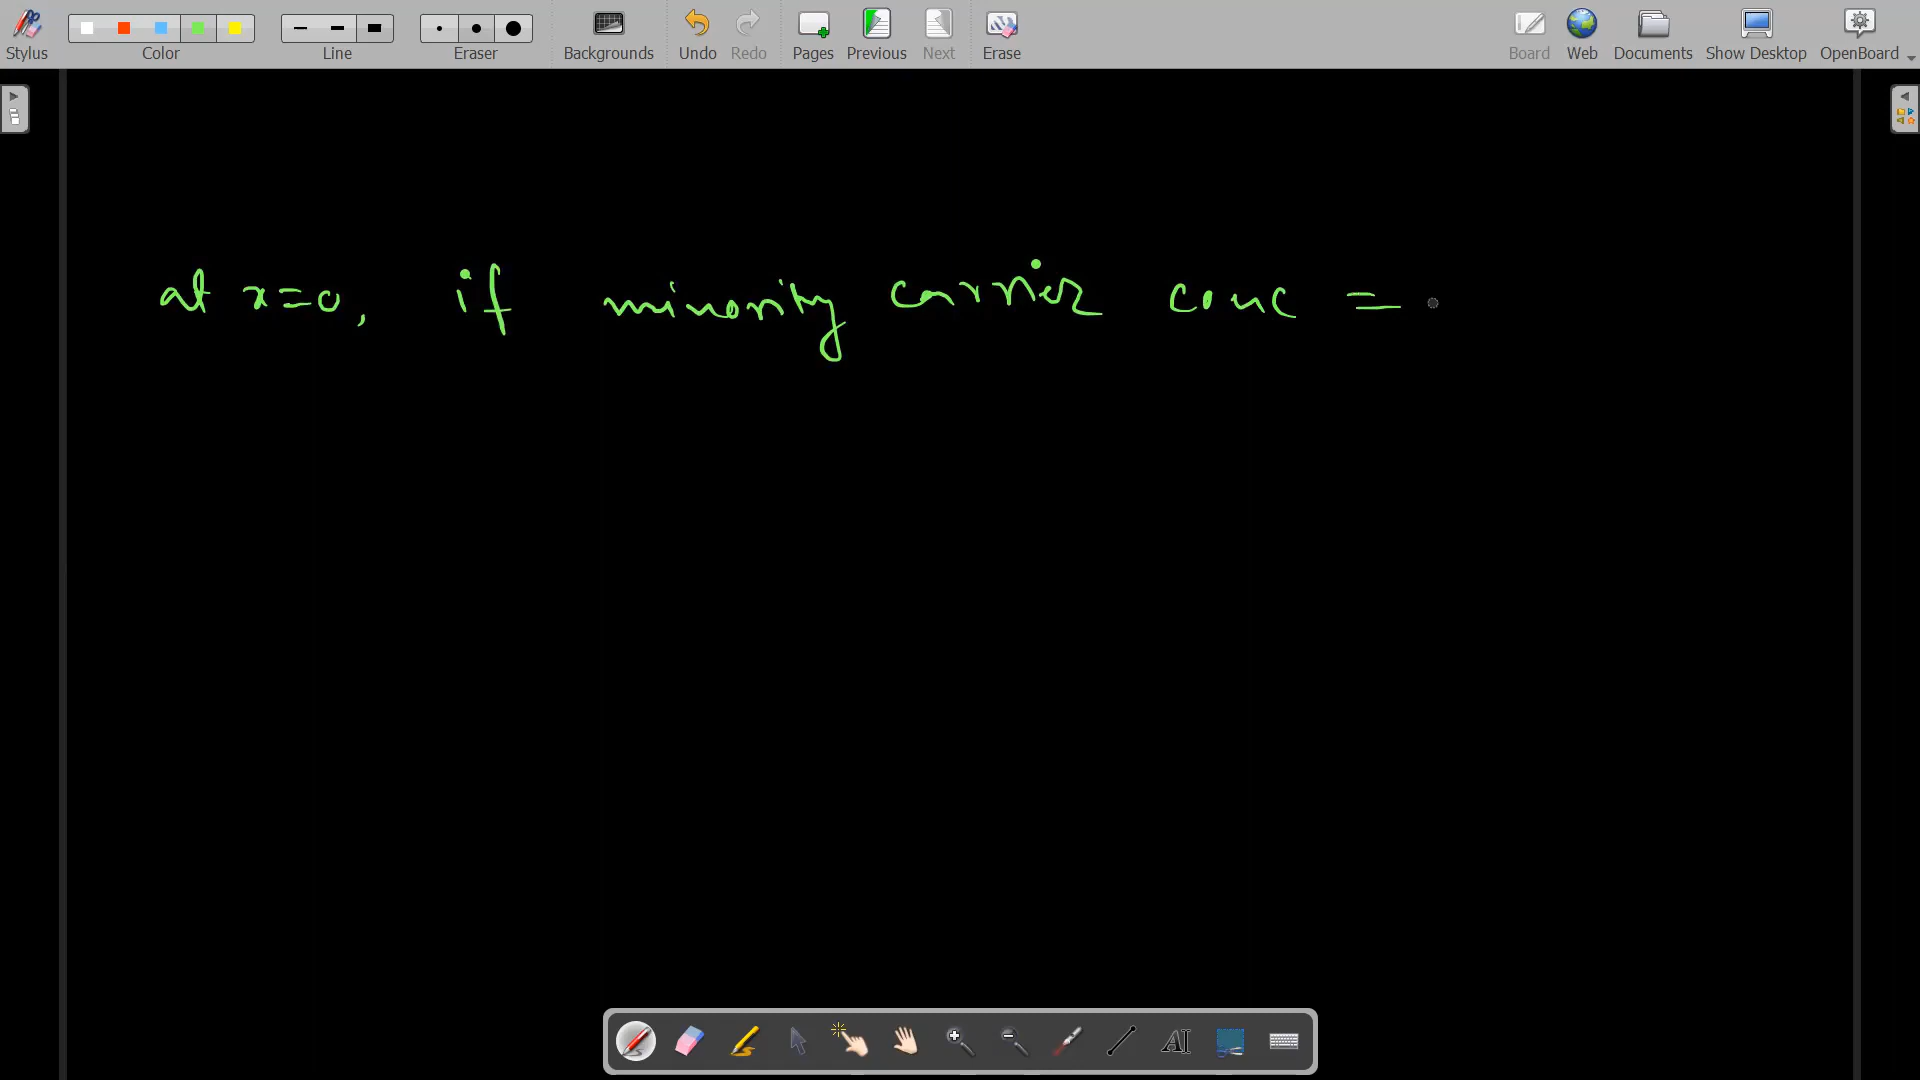 Stylus Color Line Eraser Backgrounds Undo Redo Pages Previous Next Erase Board Web Documents Show Desktop OpenBoard
at x=0, if minority carrier conc =
AI